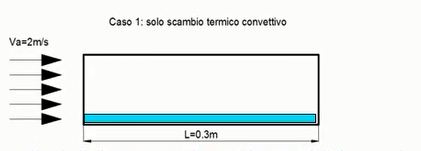 Caso 1: solo scambio termico convettivo
Va=2m/s
L=0.3m